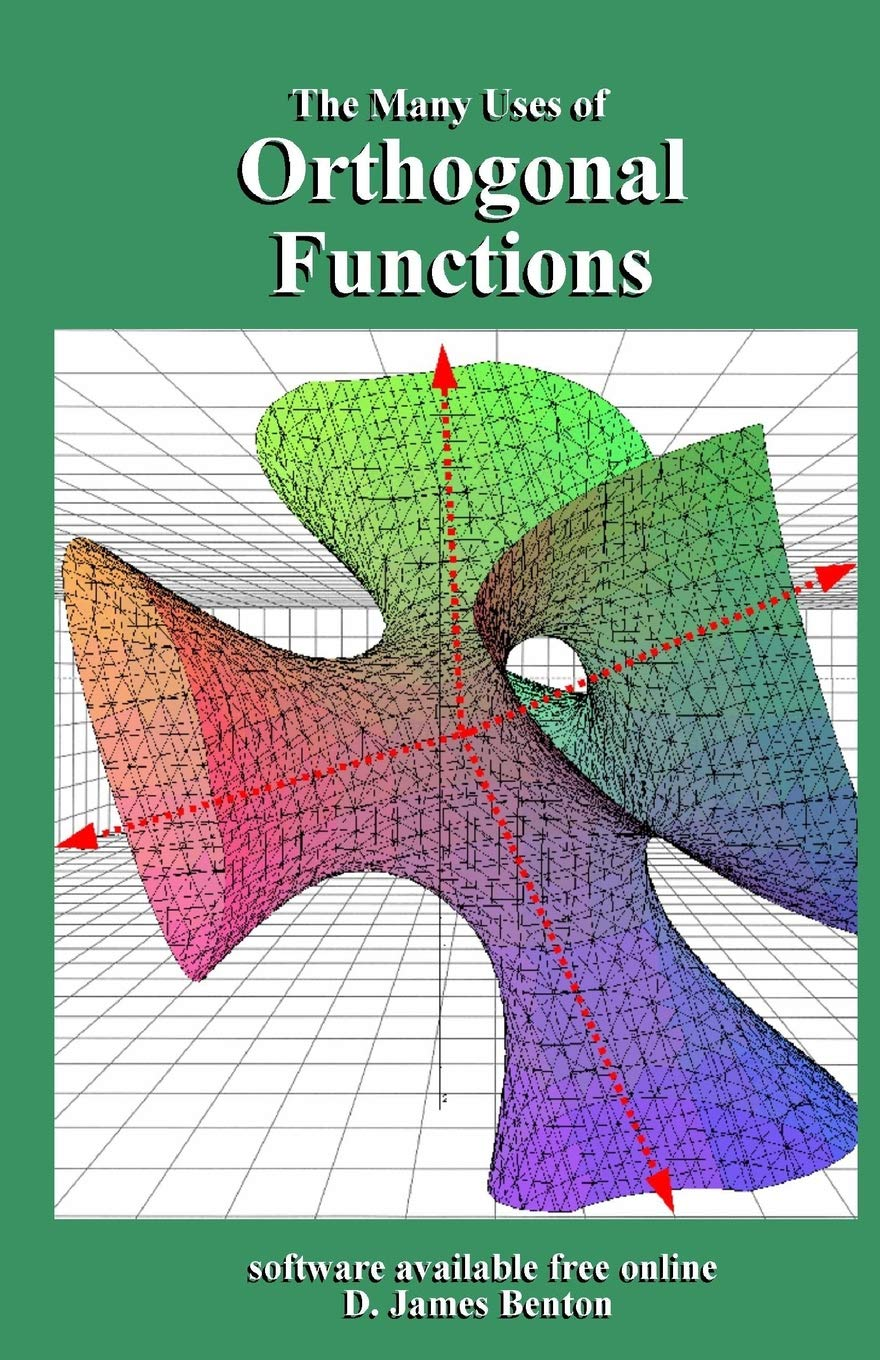 The Many Uses of
Orthogonal
Functions
software available free online
D. James Benton